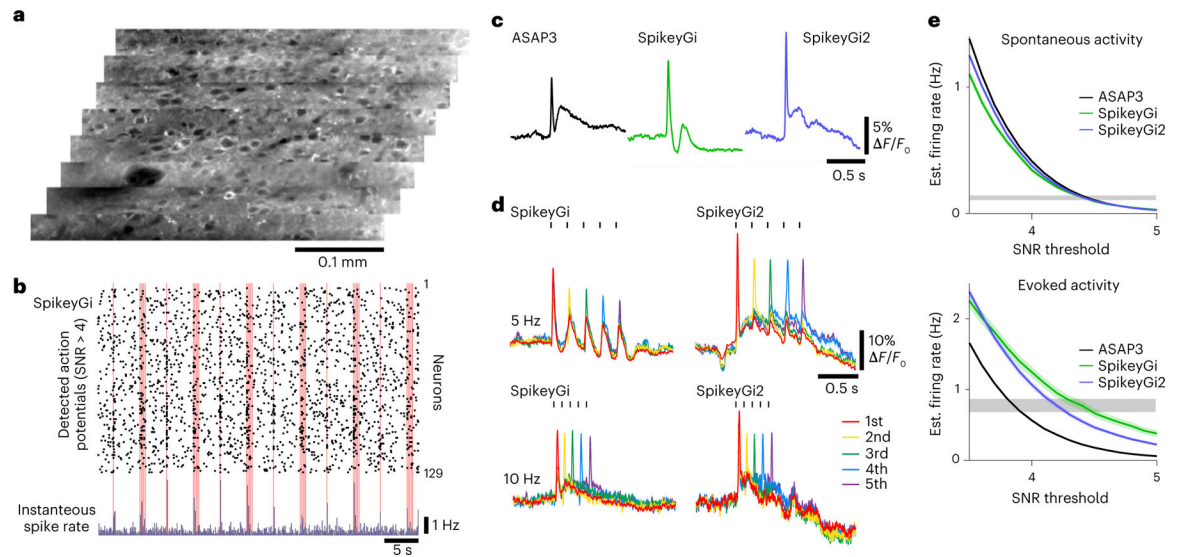 a
0.1 mm
b
SpikeyGi
Detected action
potentials (SNR > 4)
1
Neurons
129
Instanteous
spike rate
1 Hz
5 s
c
ASAP3
SpikeyGi
SpikeyGi2
5%
ΔF/F0
0.5 s
d
SpikeyGi
SpikeyGi2
5 Hz
10%
ΔF/F0
0.5 s
SpikeyGi
SpikeyGi2
10 Hz
1st
2nd
3rd
4th
5th
e
Spontaneous activity
Est. firing rate (Hz)
1
0
ASAP3
SpikeyGi
SpikeyGi2
4
5
SNR threshold
Evoked activity
Est. firing rate (Hz)
2
1
0
ASAP3
SpikeyGi
SpikeyGi2
4
5
SNR threshold